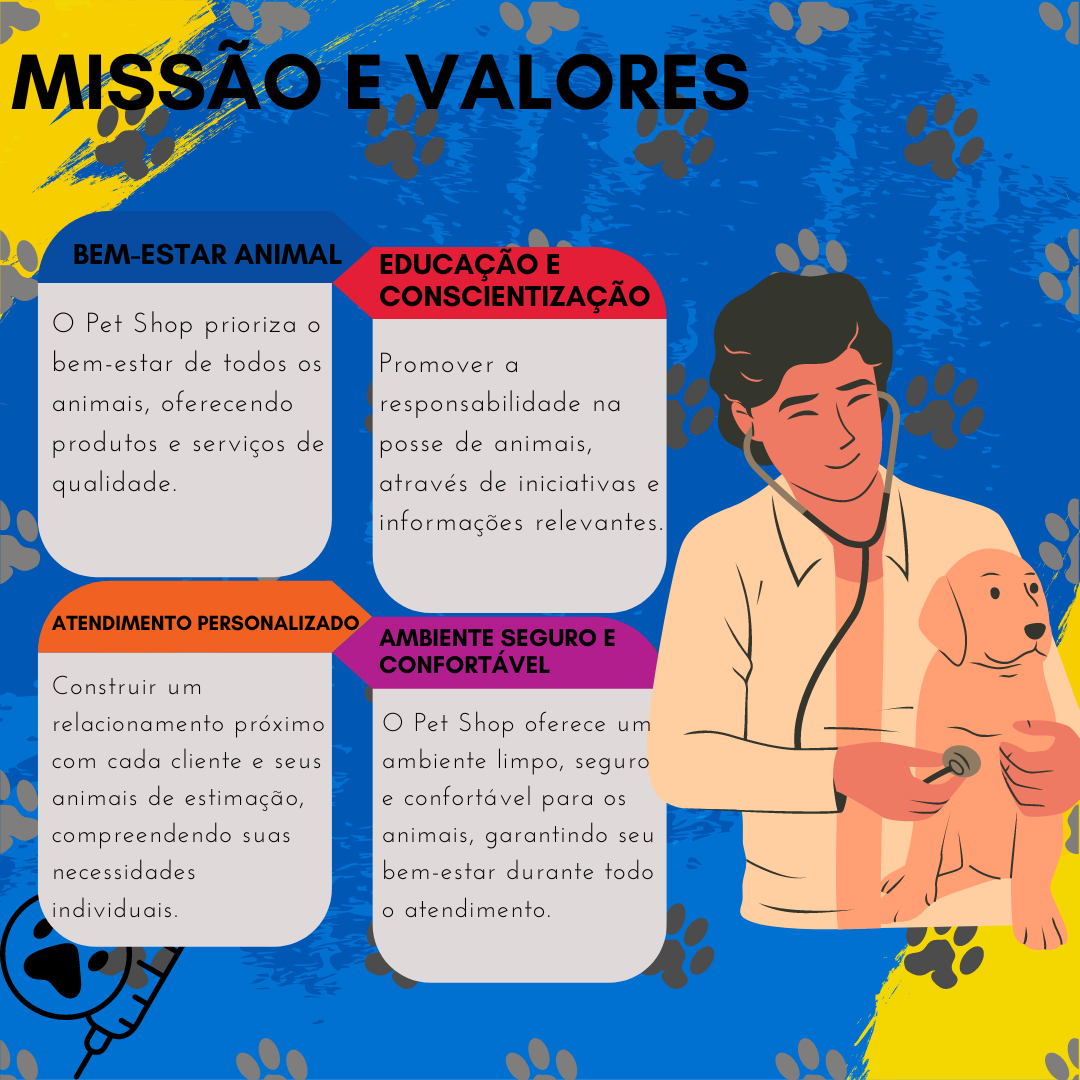 MISSÃO E VALORES
BEM-ESTAR ANIMAL
O Pet Shop prioriza o
bem-estar de todos os
animais, oferecendo
produtos e serviços de
qualidade.
EDUCAÇÃO E
CONSCIENTIZAÇÃO
Promover a
responsabilidade na
posse de animais,
através de iniciativas e
informações relevantes.
ATENDIMENTO PERSONALIZADO
Construir um
relacionamento próximo
com cada cliente e seus
animais de estimação,
compreendendo suas
necessidades
individuais.
AMBIENTE SEGURO E
CONFORTÁVEL
O Pet Shop oferece um
ambiente limpo, seguro
e confortável para os
animais, garantindo seu
bem-estar durante todo
o atendimento.